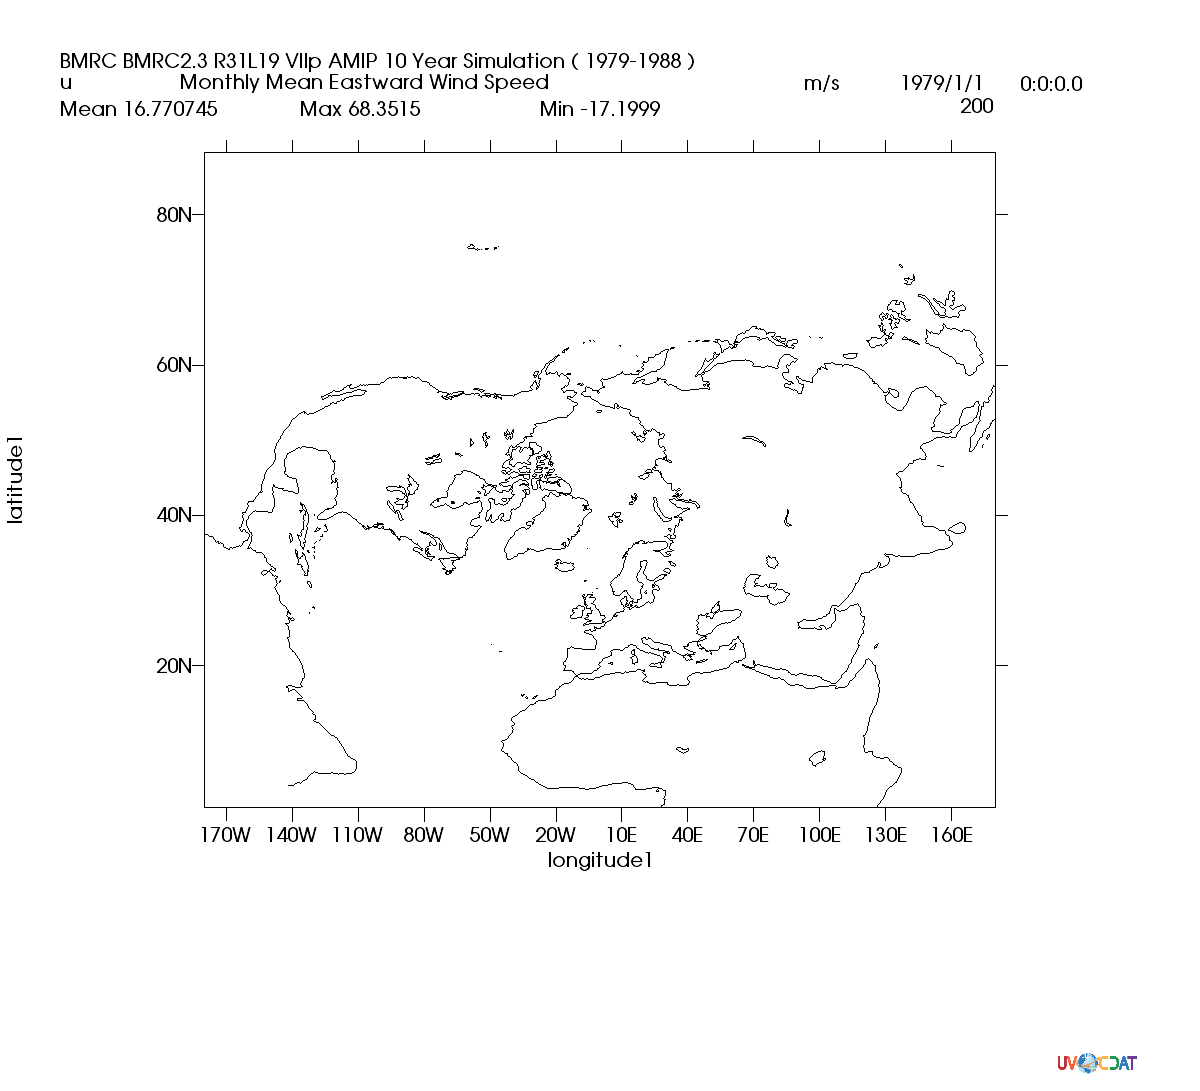 BMRC BMRC2.3 R31L19 VIIp AMIP 10 Year Simulation ( 1979-1988 )
u Monthly Mean Eastward Wind Speed m/s 1979/1/1 0:0:0.0
Mean 16.770745 Max 68.3515 Min -17.1999 200
80N
60N
40N
20N
latitude1
170W 140W 110W 80W 50W 20W 10E 40E 70E 100E 130E 160E
longitude1
UV CDAT